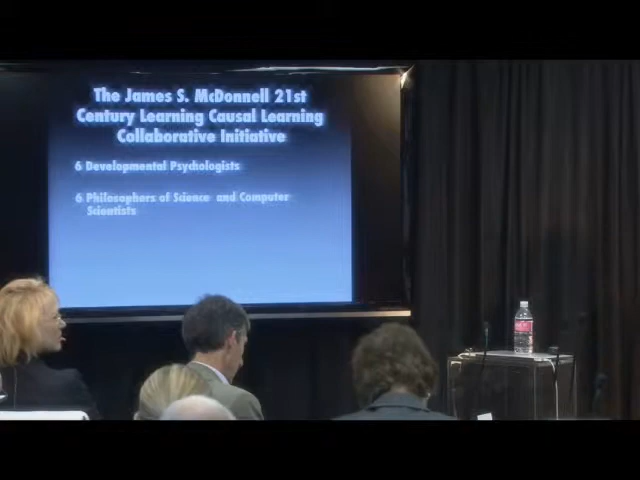 The James S. McDonnell 21st
Century Learning Causal Learning
Collaborative Initiative
6 Developmental Psychologists
6 Philosophers of Science and Computer
Scientists